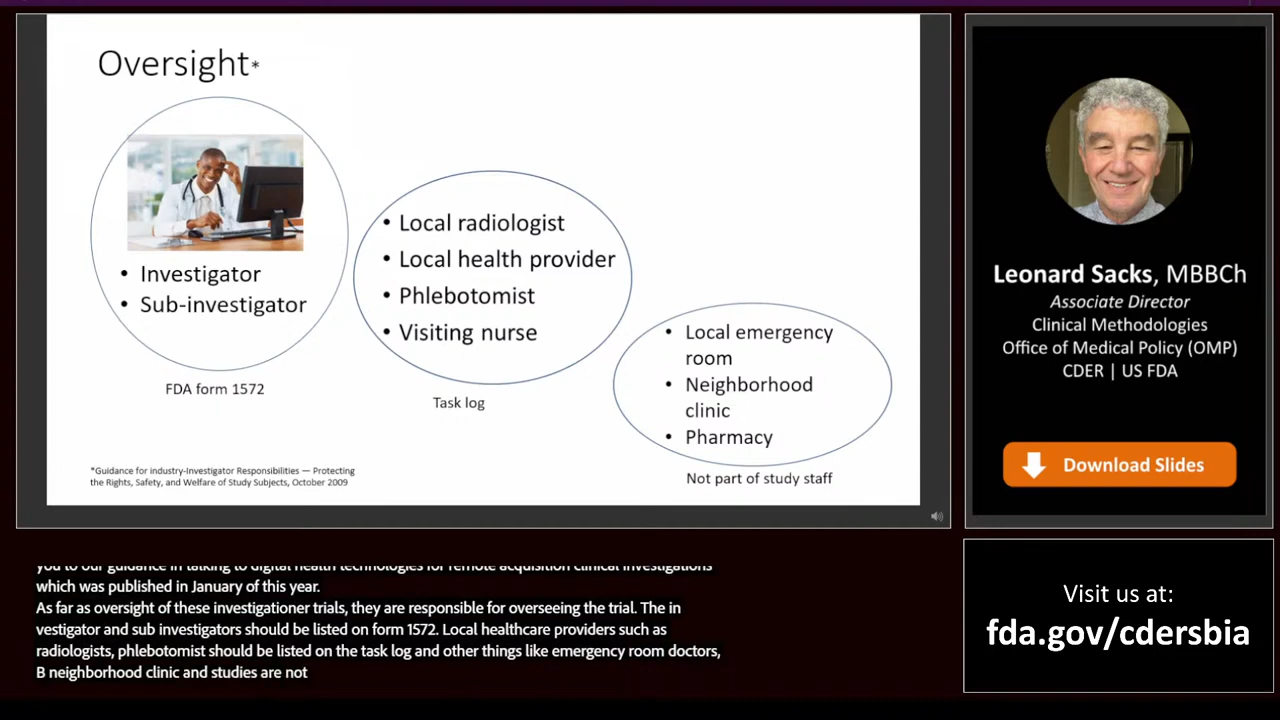 Oversight*
• Investigator
• Sub-investigator
FDA form 1572
• Local radiologist
• Local health provider
• Phlebotomist
• Visiting nurse
Task log
• Local emergency
room
• Neighborhood
clinic
• Pharmacy
Not part of study staff
*Guidance for industry-Investigator Responsibilities — Protecting
the Rights, Safety, and Welfare of Study Subjects, October 2009
Leonard Sacks, MBBCh
Associate Director
Clinical Methodologies
Office of Medical Policy (OMP)
CDER | US FDA
Download Slides
Visit us at:
fda.gov/cdersbia
you to our guidance in talking to digital health technologies for remote acquisition clinical investigations
which was published in January of this year.
As far as oversight of these investigationer trials, they are responsible for overseeing the trial. The in
vestigator and sub investigators should be listed on form 1572. Local healthcare providers such as
radiologists, phlebotomist should be listed on the task log and other things like emergency room doctors,
B neighborhood clinic and studies are not